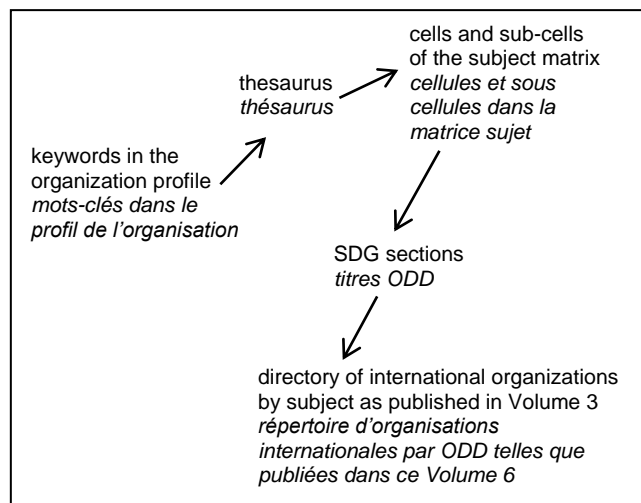 keywords in the
organization profile
mots-clés dans le
profil de l'organisation
thesaurus
thésaurus
cells and sub-cells
of the subject matrix
cellules et sous
cellules dans la
matrice sujet
SDG sections
titres ODD
directory of international organizations
by subject as published in Volume 3
répertoire d'organisations
internationales par ODD telles que
publiées dans ce Volume 6